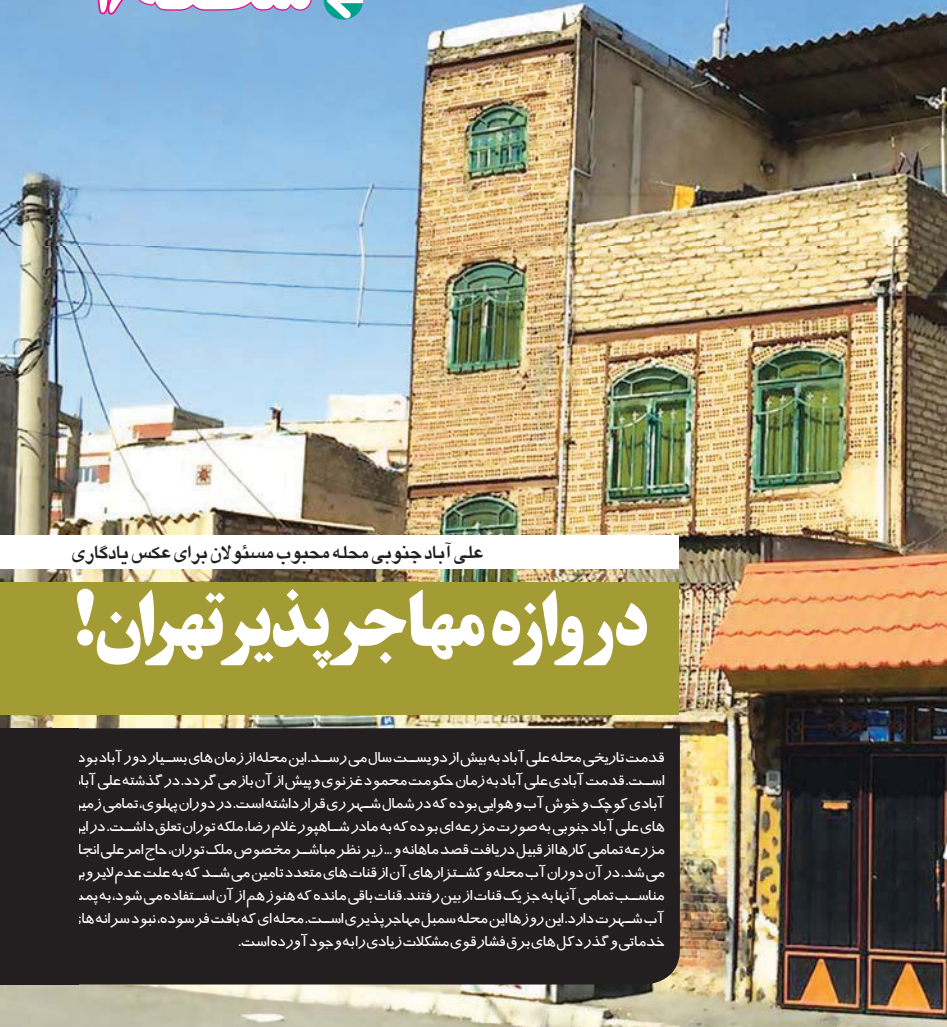 علی آباد جنوبی محله محبوب مسئولان برای عکس یادگاری
دروازه مهاجرپذیر تهران!
قدمت تاریخی محله علی آباد به بیش از دویست سال می رسد. این محله از زمان های بسیار دور آباد بود
است. قدمت آبادی علی آباد به زمان حکومت محمود غزنوی و پیش از آن باز می گردد. در گذشته علی آبا
آبادی کوچک و خوش آب و هوایی بوده که در شمال شهر ری قرار داشته است. در دوران پهلوی، تمامی زمیر
های علی آباد جنوبی به صورت مزرعه ای بوده که به مادر شاهپور غلام رضا، ملکه توران تعلق داشت. در ایر
مزرعه تمامی کارها از قبیل دریافت قصد ماهانه و ... زیر نظر مباشر مخصوص ملک توران، حاج امر علی انجا
می شد. در آن دوران آب محله و کشتزارهای آن از قنات های متعدد تامین می شد که به علت عدم لایروبی
مناسب تمامی آنها به جز یک قنات از بین رفتند. قنات باقی مانده که هنوز هم از آن استفاده می شود، به پمد
آب شهرت دارد. این روزها این محله سمبل مهاجرپذیری است. محله ای که بافت فرسوده، نبود سرانه های
خدماتی و گذر دکل های برق فشار قوی مشکلات زیادی را به وجود آورده است.